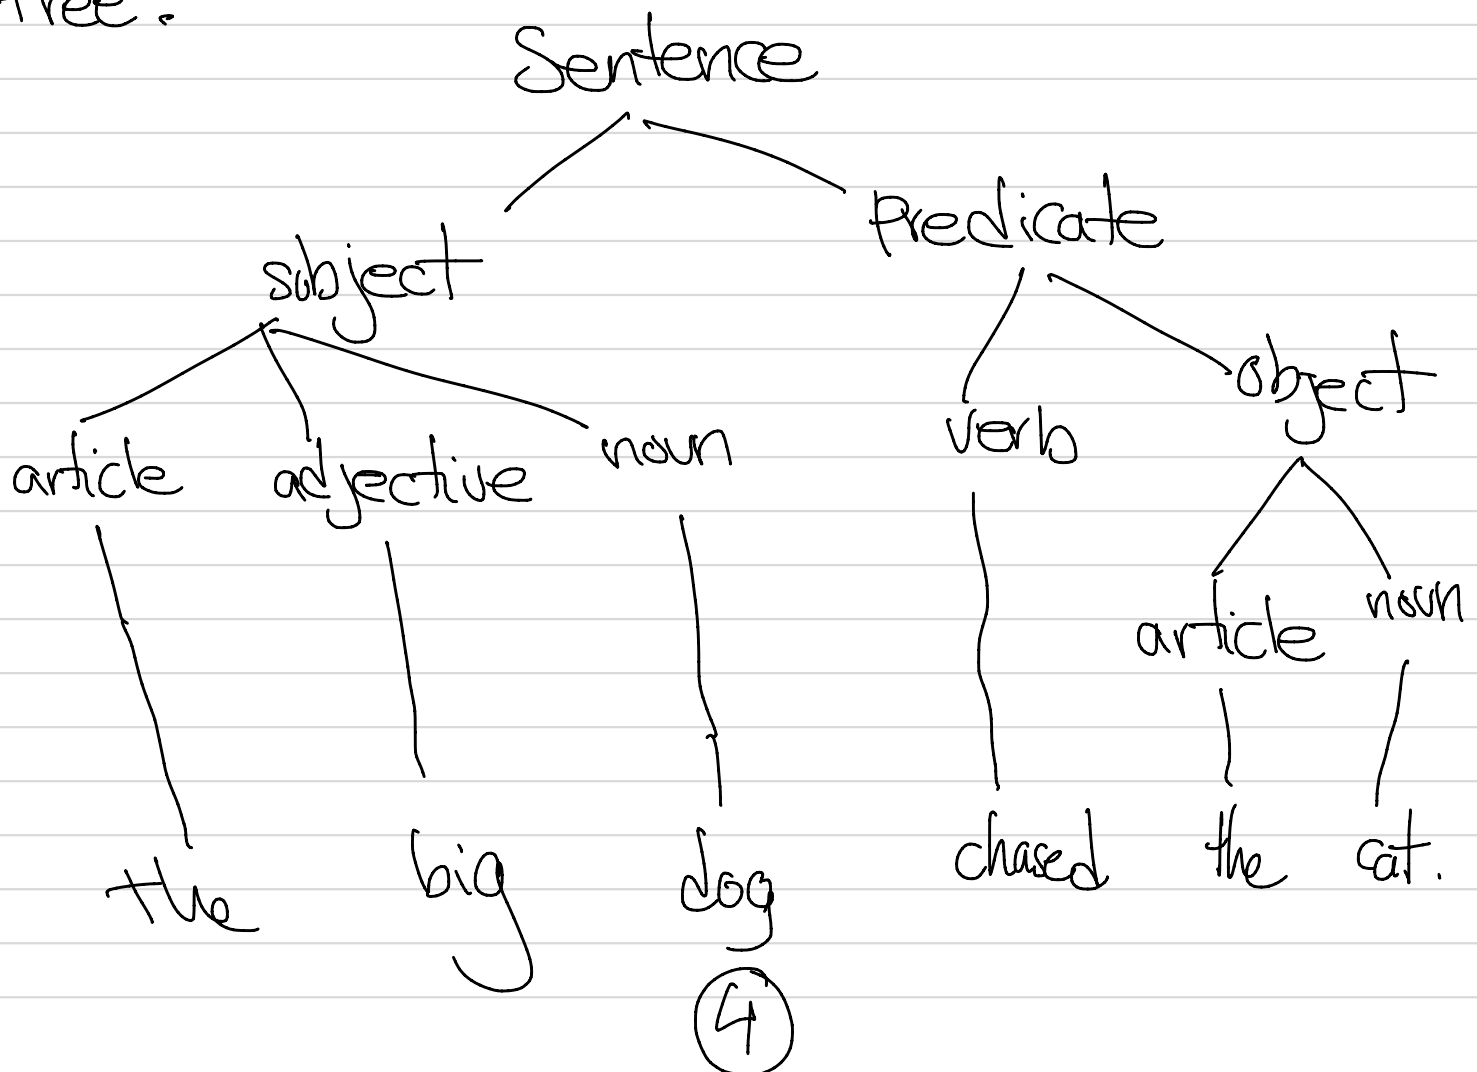 Tree:
Sentence
subject Predicate
article adjective noun verb object
article noun
the big dog chased the cat.
4